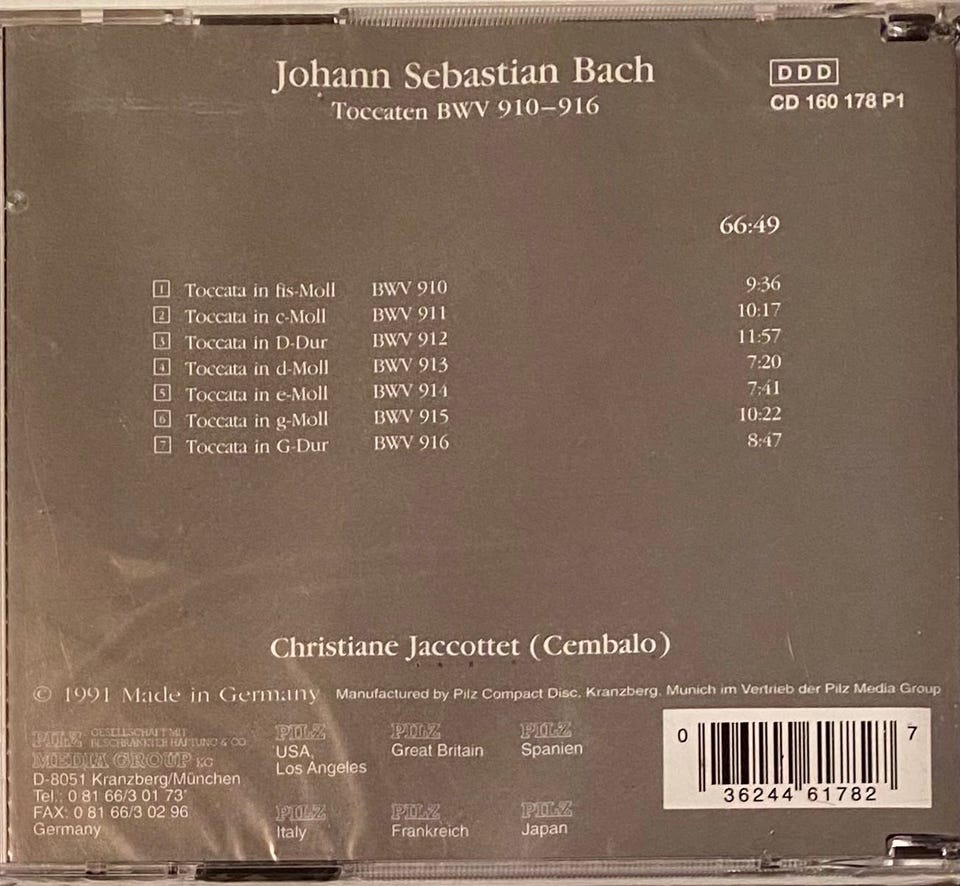 Johann Sebastian Bach
Toccaten BWV 910–916
DDD
CD 160 178 P1
66:49
1 Toccata in fis-Moll BWV 910 9:36
2 Toccata in c-Moll BWV 911 10:17
3 Toccata in D-Dur BWV 912 11:57
4 Toccata in d-Moll BWV 913 7:20
5 Toccata in e-Moll BWV 914 7:41
6 Toccata in g-Moll BWV 915 10:22
7 Toccata in G-Dur BWV 916 8:47
Christiane Jaccottet (Cembalo)
© 1991 Made in Germany Manufactured by Pilz Compact Disc, Kranzberg, Munich im Vertrieb der Pilz Media Group
PILZ GESELLSCHAFT MIT
BESCHRÄNKTER HAFTUNG & CO
MEDIA GROUP KG
D-8051 Kranzberg/München
Tel.: 0 81 66/3 01 73*
FAX: 0 81 66/3 02 96
Germany
PILZ
USA,
Los Angeles
PILZ
Great Britain
PILZ
Spanien
PILZ
Italy
PILZ
Frankreich
PILZ
Japan
0 36244 61782 7